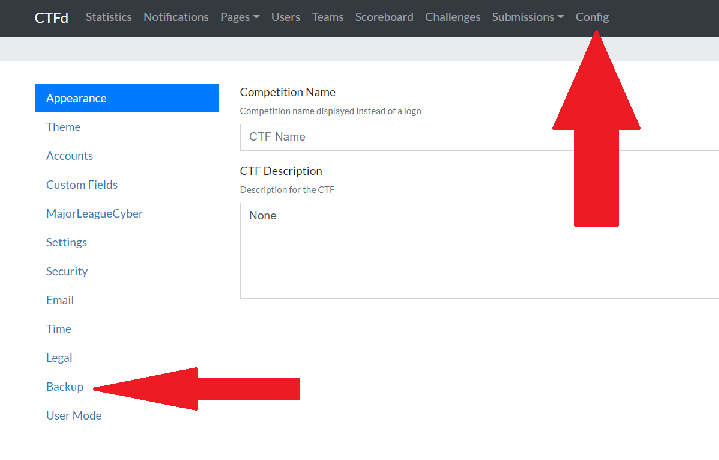 CTFd Statistics Notifications Pages Users Teams Scoreboard Challenges Submissions Config
Appearance
Theme
Accounts
Custom Fields
MajorLeagueCyber
Settings
Security
Email
Time
Legal
Backup
User Mode
Competition Name
Competition name displayed instead of a logo
CTF Name
CTF Description
Description for the CTF
None